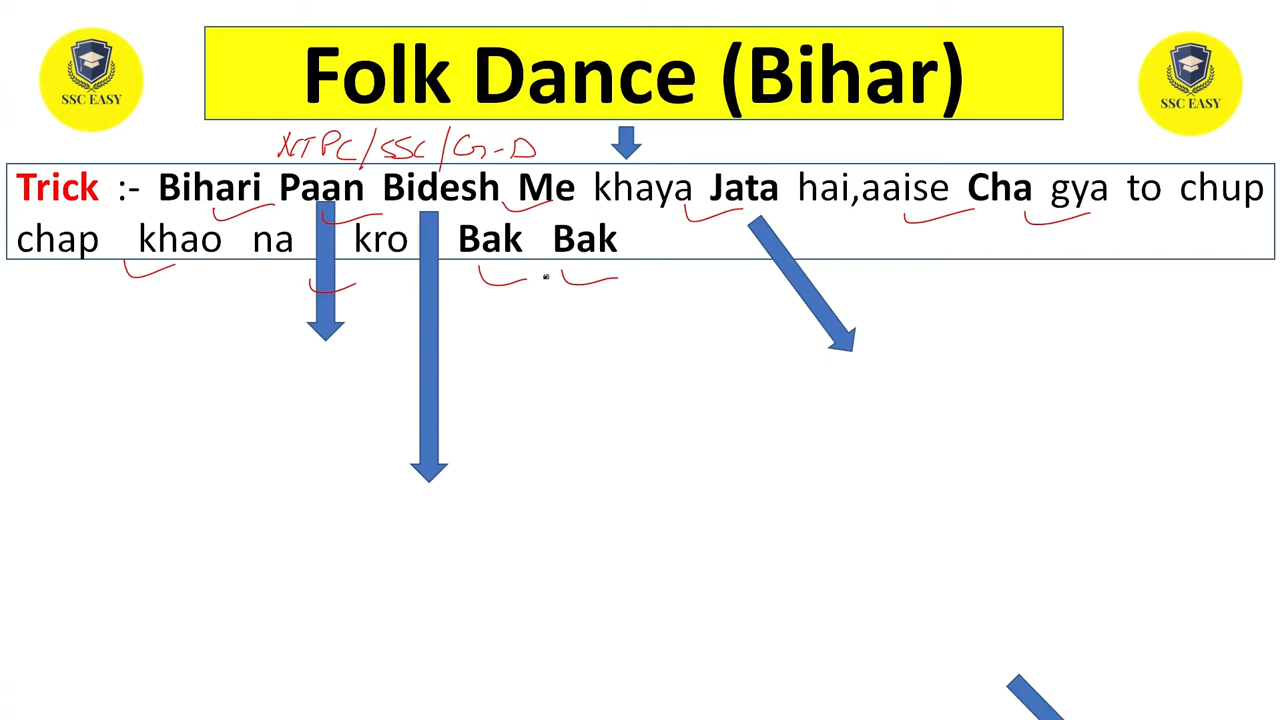 Folk Dance (Bihar)
SSC EASY
SSC EASY
NTPC/SSC/G-D
Trick :- Bihari Paan Bidesh Me khaya Jata hai,aaise Cha gya to chup
chap khao na kro Bak Bak